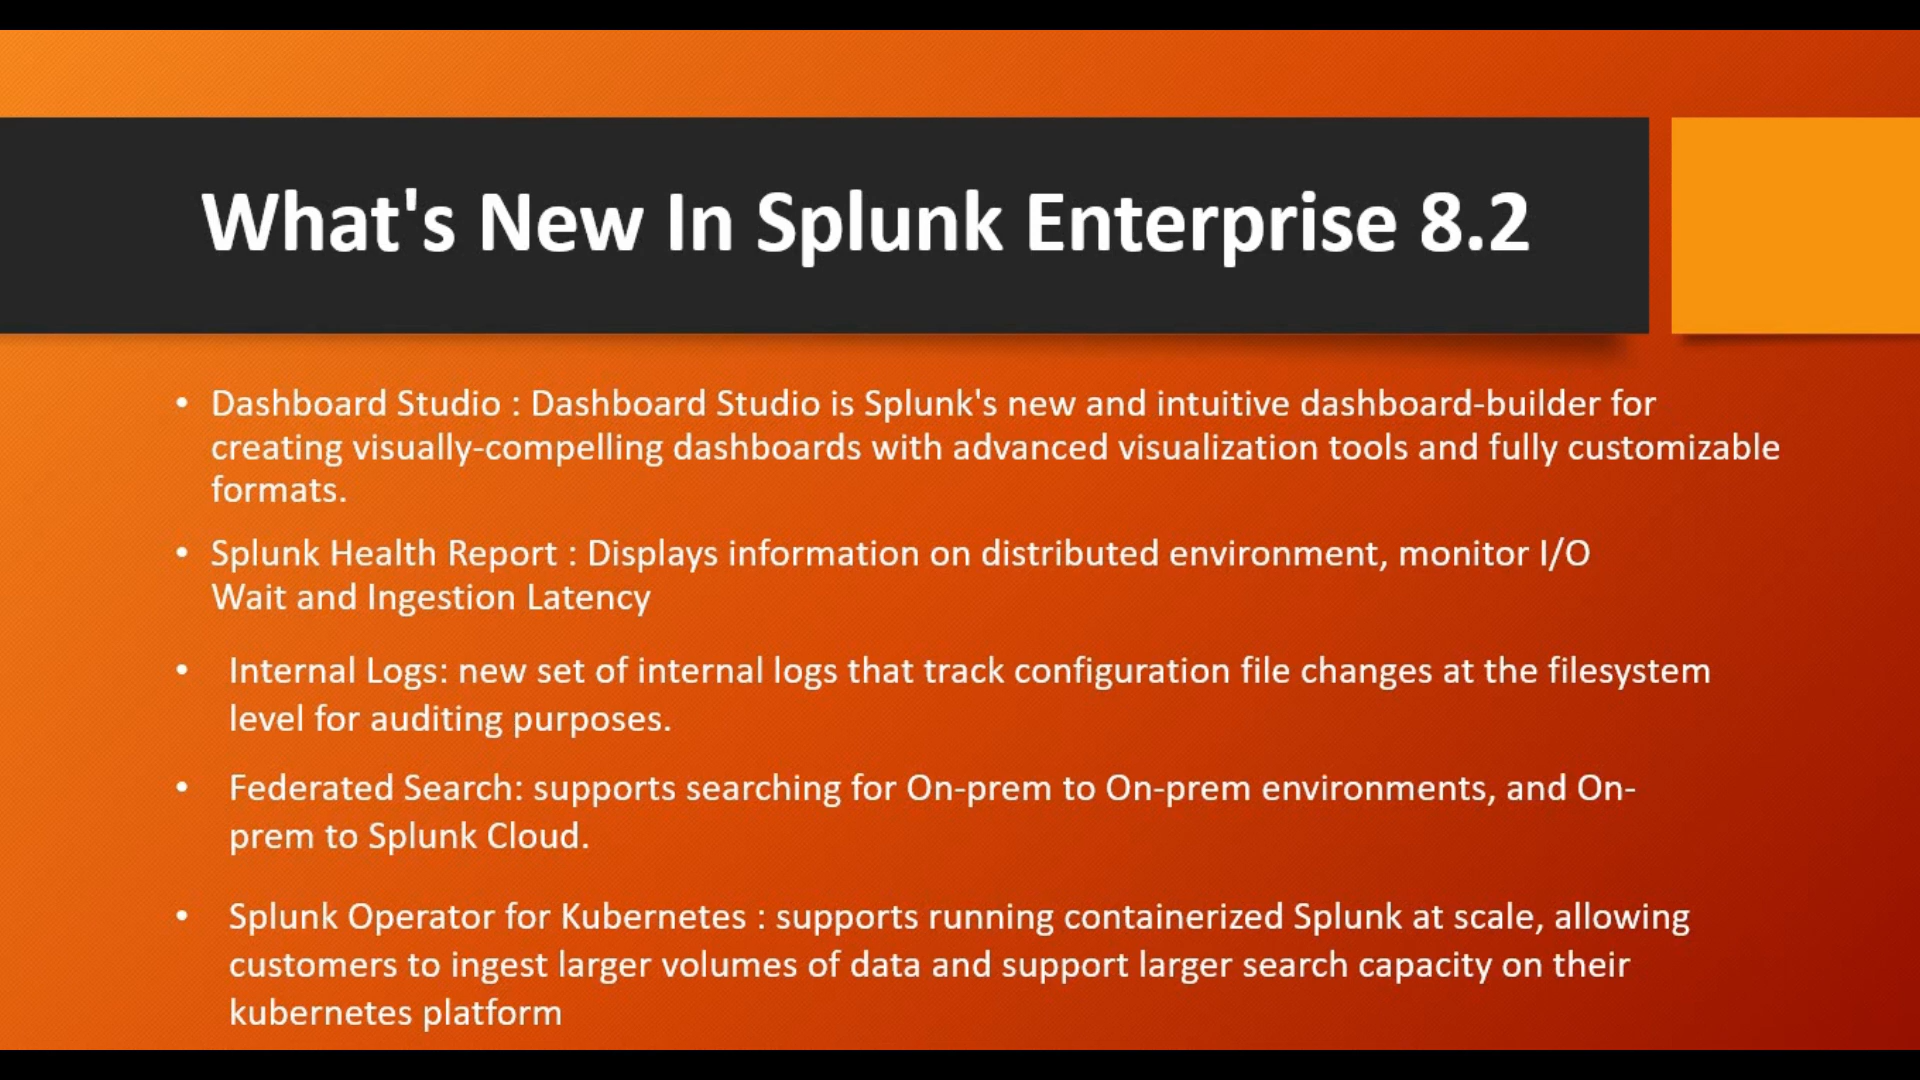 What's New In Splunk Enterprise 8.2
• Dashboard Studio : Dashboard Studio is Splunk's new and intuitive dashboard-builder for
creating visually-compelling dashboards with advanced visualization tools and fully customizable
formats.
• Splunk Health Report : Displays information on distributed environment, monitor I/O
Wait and Ingestion Latency
• Internal Logs: new set of internal logs that track configuration file changes at the filesystem
level for auditing purposes.
• Federated Search: supports searching for On-prem to On-prem environments, and On-
prem to Splunk Cloud.
• Splunk Operator for Kubernetes : supports running containerized Splunk at scale, allowing
customers to ingest larger volumes of data and support larger search capacity on their
kubernetes platform